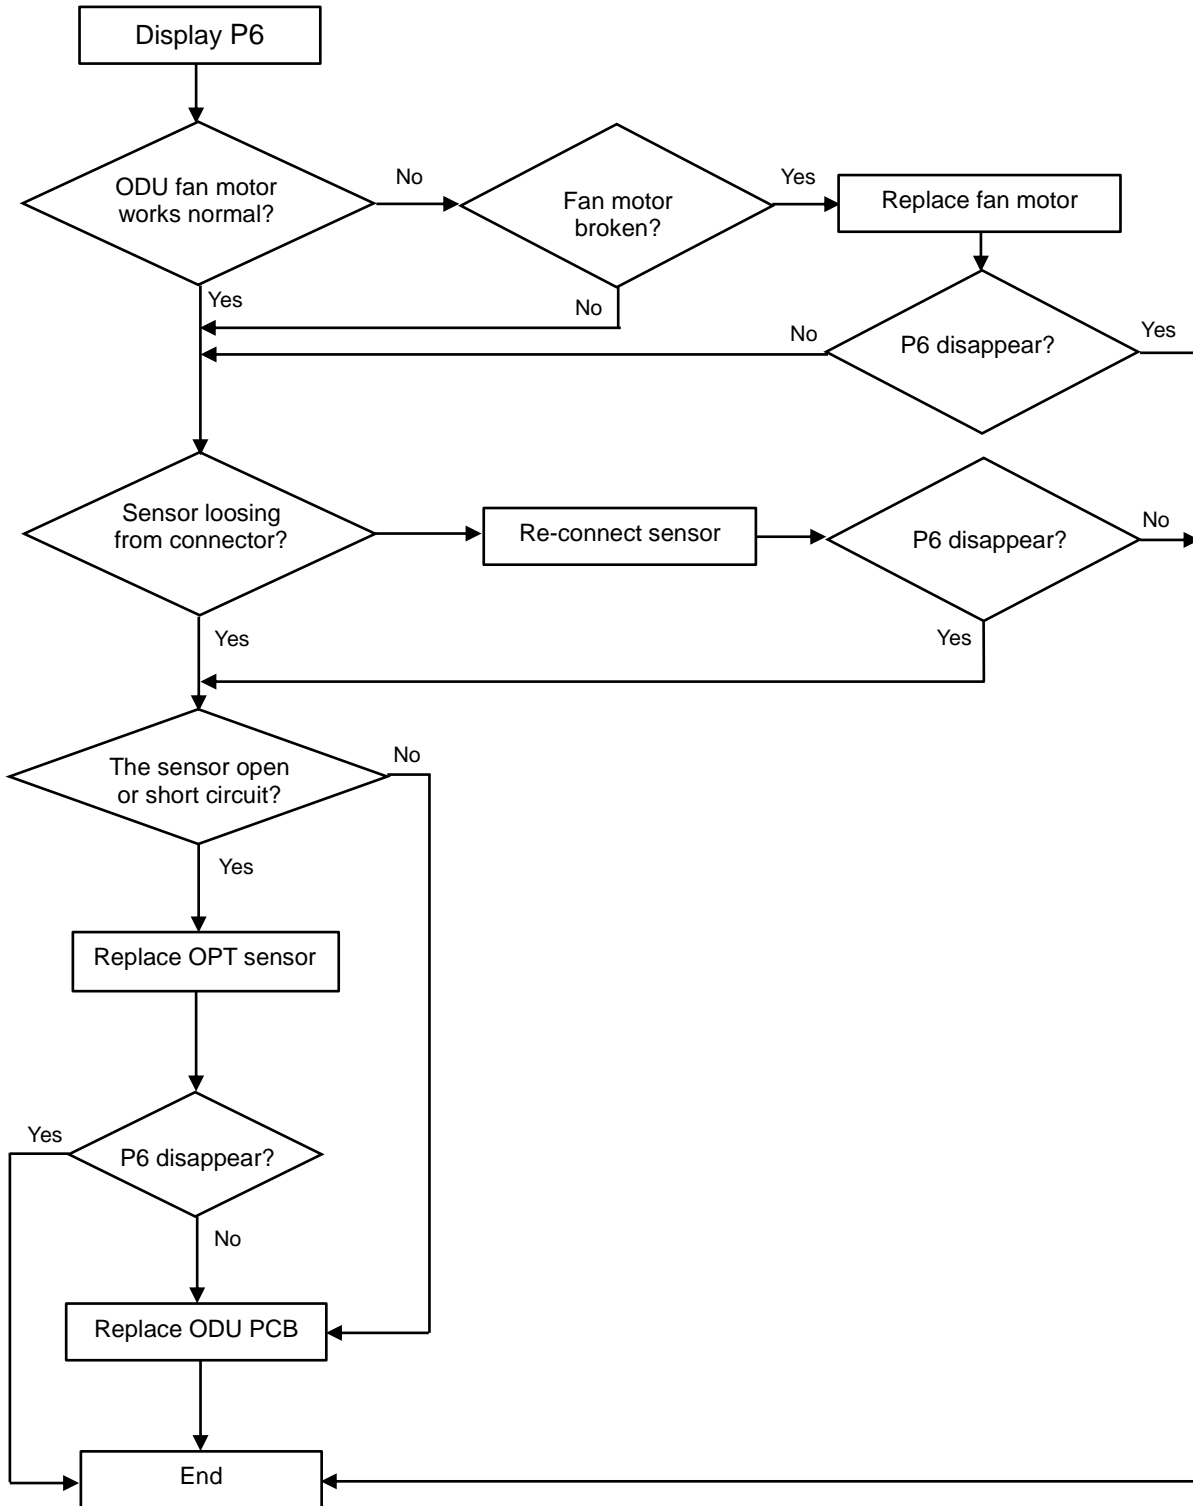 Display P6
ODU fan motor
works normal?
No
Fan motor
broken?
Yes
Replace fan motor
Yes
No
No
P6 disappear?
Yes
Sensor loosing
from connector?
Re-connect sensor
P6 disappear?
No
Yes
Yes
The sensor open
or short circuit?
No
Yes
Replace OPT sensor
Yes
P6 disappear?
No
Replace ODU PCB
End